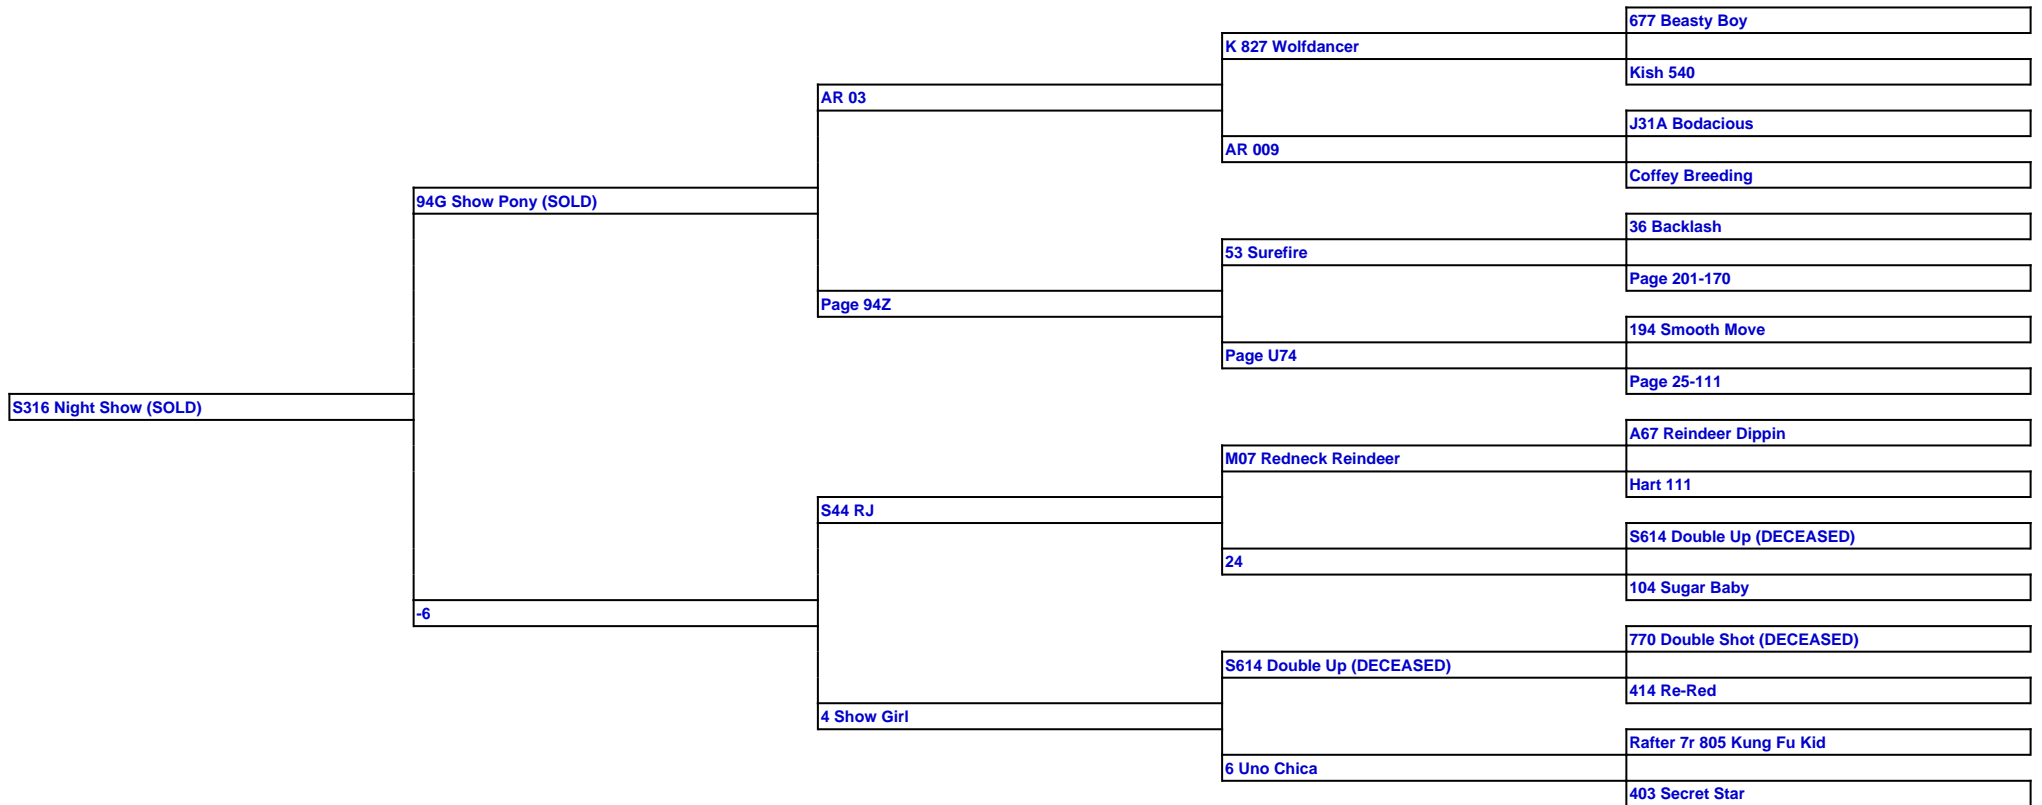 677 Beasty Boy
K 827 Wolfdancer
Kish 540
AR 03
J31A Bodacious
AR 009
Coffey Breeding
94G Show Pony (SOLD)
36 Backlash
53 Surefire
Page 201-170
Page 94Z
194 Smooth Move
Page U74
Page 25-111
S316 Night Show (SOLD)
A67 Reindeer Dippin
M07 Redneck Reindeer
Hart 111
S44 RJ
S614 Double Up (DECEASED)
24
104 Sugar Baby
-6
770 Double Shot (DECEASED)
S614 Double Up (DECEASED)
414 Re-Red
4 Show Girl
Rafter 7r 805 Kung Fu Kid
6 Uno Chica
403 Secret Star